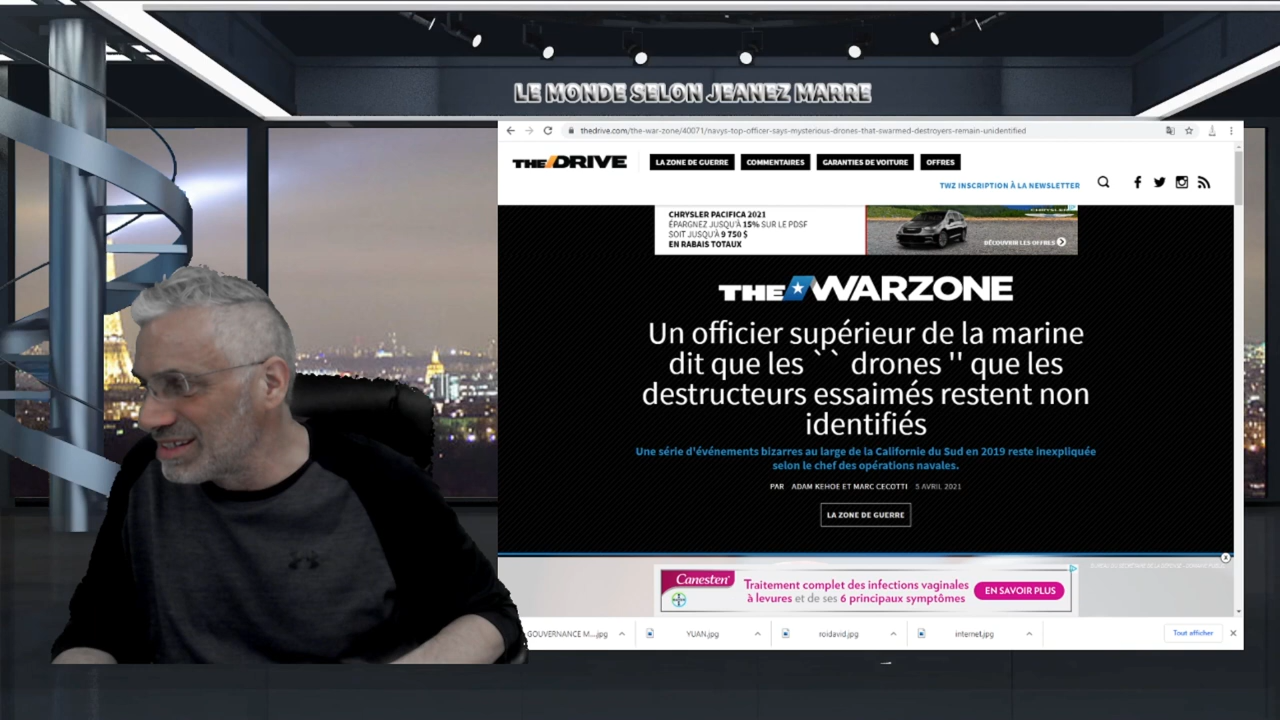 LE MONDE SELON JEANEZ MARRE
thedrive.com/the-war-zone/40071/navys-top-officer-says-mysterious-drones-that-swarmed-destroyers-remain-unidentified
THE DRIVE
LA ZONE DE GUERRE
COMMENTAIRES
GARANTIES DE VOITURE
OFFRES
TWZ INSCRIPTION À LA NEWSLETTER
CHRYSLER PACIFICA 2021
ÉPARGNEZ JUSQU'À 15% SUR LE PDSF
SOIT JUSQU'À 9 750 $
EN RABAIS TOTAUX
DÉCOUVRIR LES OFFRES
THE WARZONE
Un officier supérieur de la marine
dit que les `` drones '' que les
destructeurs essaimés restent non
identifiés
Une série d'événements bizarres au large de la Californie du Sud en 2019 reste inexpliquée
selon le chef des opérations navales.
PAR ADAM KEHOE ET MARC CECOTTI 5 AVRIL 2021
LA ZONE DE GUERRE
Canesten
Traitement complet des infections vaginales
à levures et de ses 6 principaux symptômes
EN SAVOIR PLUS
GOUVERNANCE M....jpg
YUAN.jpg
roidavid.jpg
internet.jpg
Tout afficher